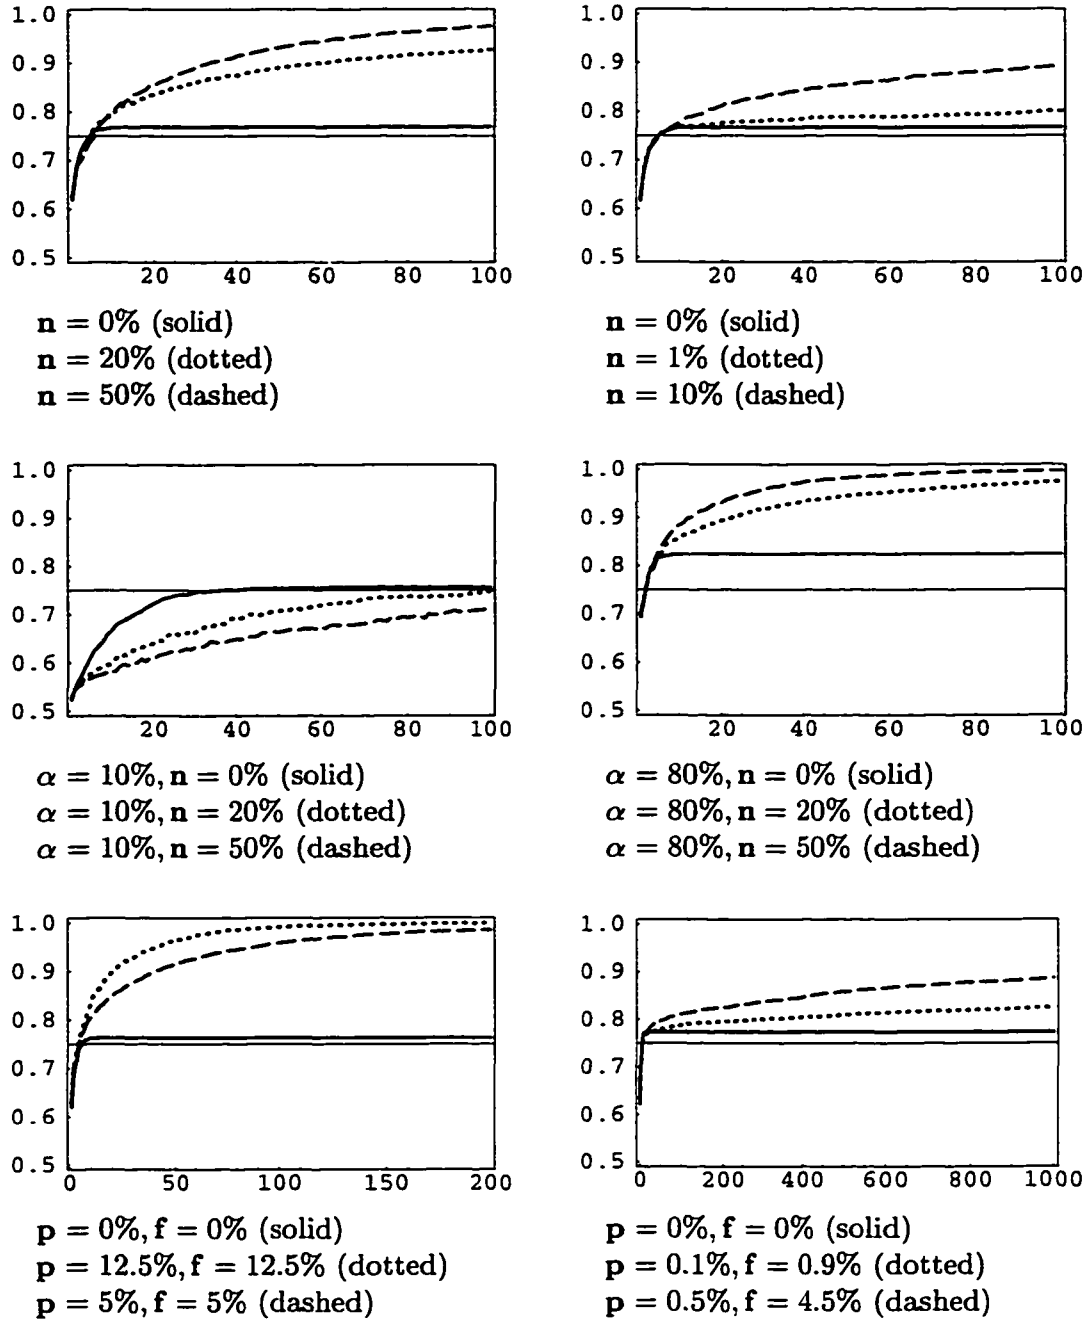 1.0
0.9
0.8
0.7
0.6
0.5
20 40 60 80 100
n = 0% (solid)
n = 20% (dotted)
n = 50% (dashed)
1.0
0.9
0.8
0.7
0.6
0.5
20 40 60 80 100
n = 0% (solid)
n = 1% (dotted)
n = 10% (dashed)
1.0
0.9
0.8
0.7
0.6
0.5
20 40 60 80 100
α = 10%, n = 0% (solid)
α = 10%, n = 20% (dotted)
α = 10%, n = 50% (dashed)
1.0
0.9
0.8
0.7
0.6
0.5
20 40 60 80 100
α = 80%, n = 0% (solid)
α = 80%, n = 20% (dotted)
α = 80%, n = 50% (dashed)
1.0
0.9
0.8
0.7
0.6
0.5
0 50 100 150 200
p = 0%, f = 0% (solid)
p = 12.5%, f = 12.5% (dotted)
p = 5%, f = 5% (dashed)
1.0
0.9
0.8
0.7
0.6
0.5
0 200 400 600 800 1000
p = 0%, f = 0% (solid)
p = 0.1%, f = 0.9% (dotted)
p = 0.5%, f = 4.5% (dashed)